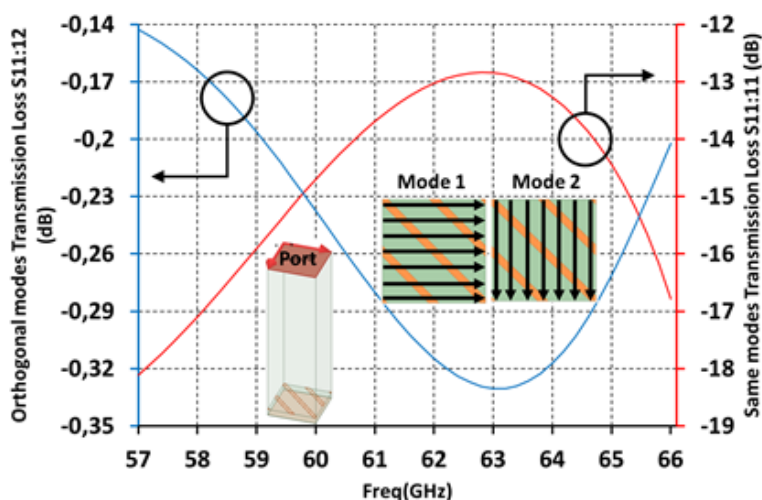 Orthogonal modes Transmission Loss S11:12
(dB)
-0,14
-0,17
-0,2
-0,23
-0,26
-0,29
-0,32
-0,35
Mode 1
Mode 2
Port
-12
-13
-14
-15
-16
-17
-18
-19
Same modes Transmission Loss S11:11 (dB)
57 58 59 60 61 62 63 64 65 66
Freq(GHz)